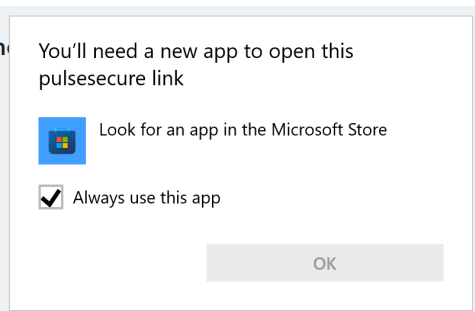 You'll need a new app to open this
pulsesecure link
Look for an app in the Microsoft Store
Always use this app
OK